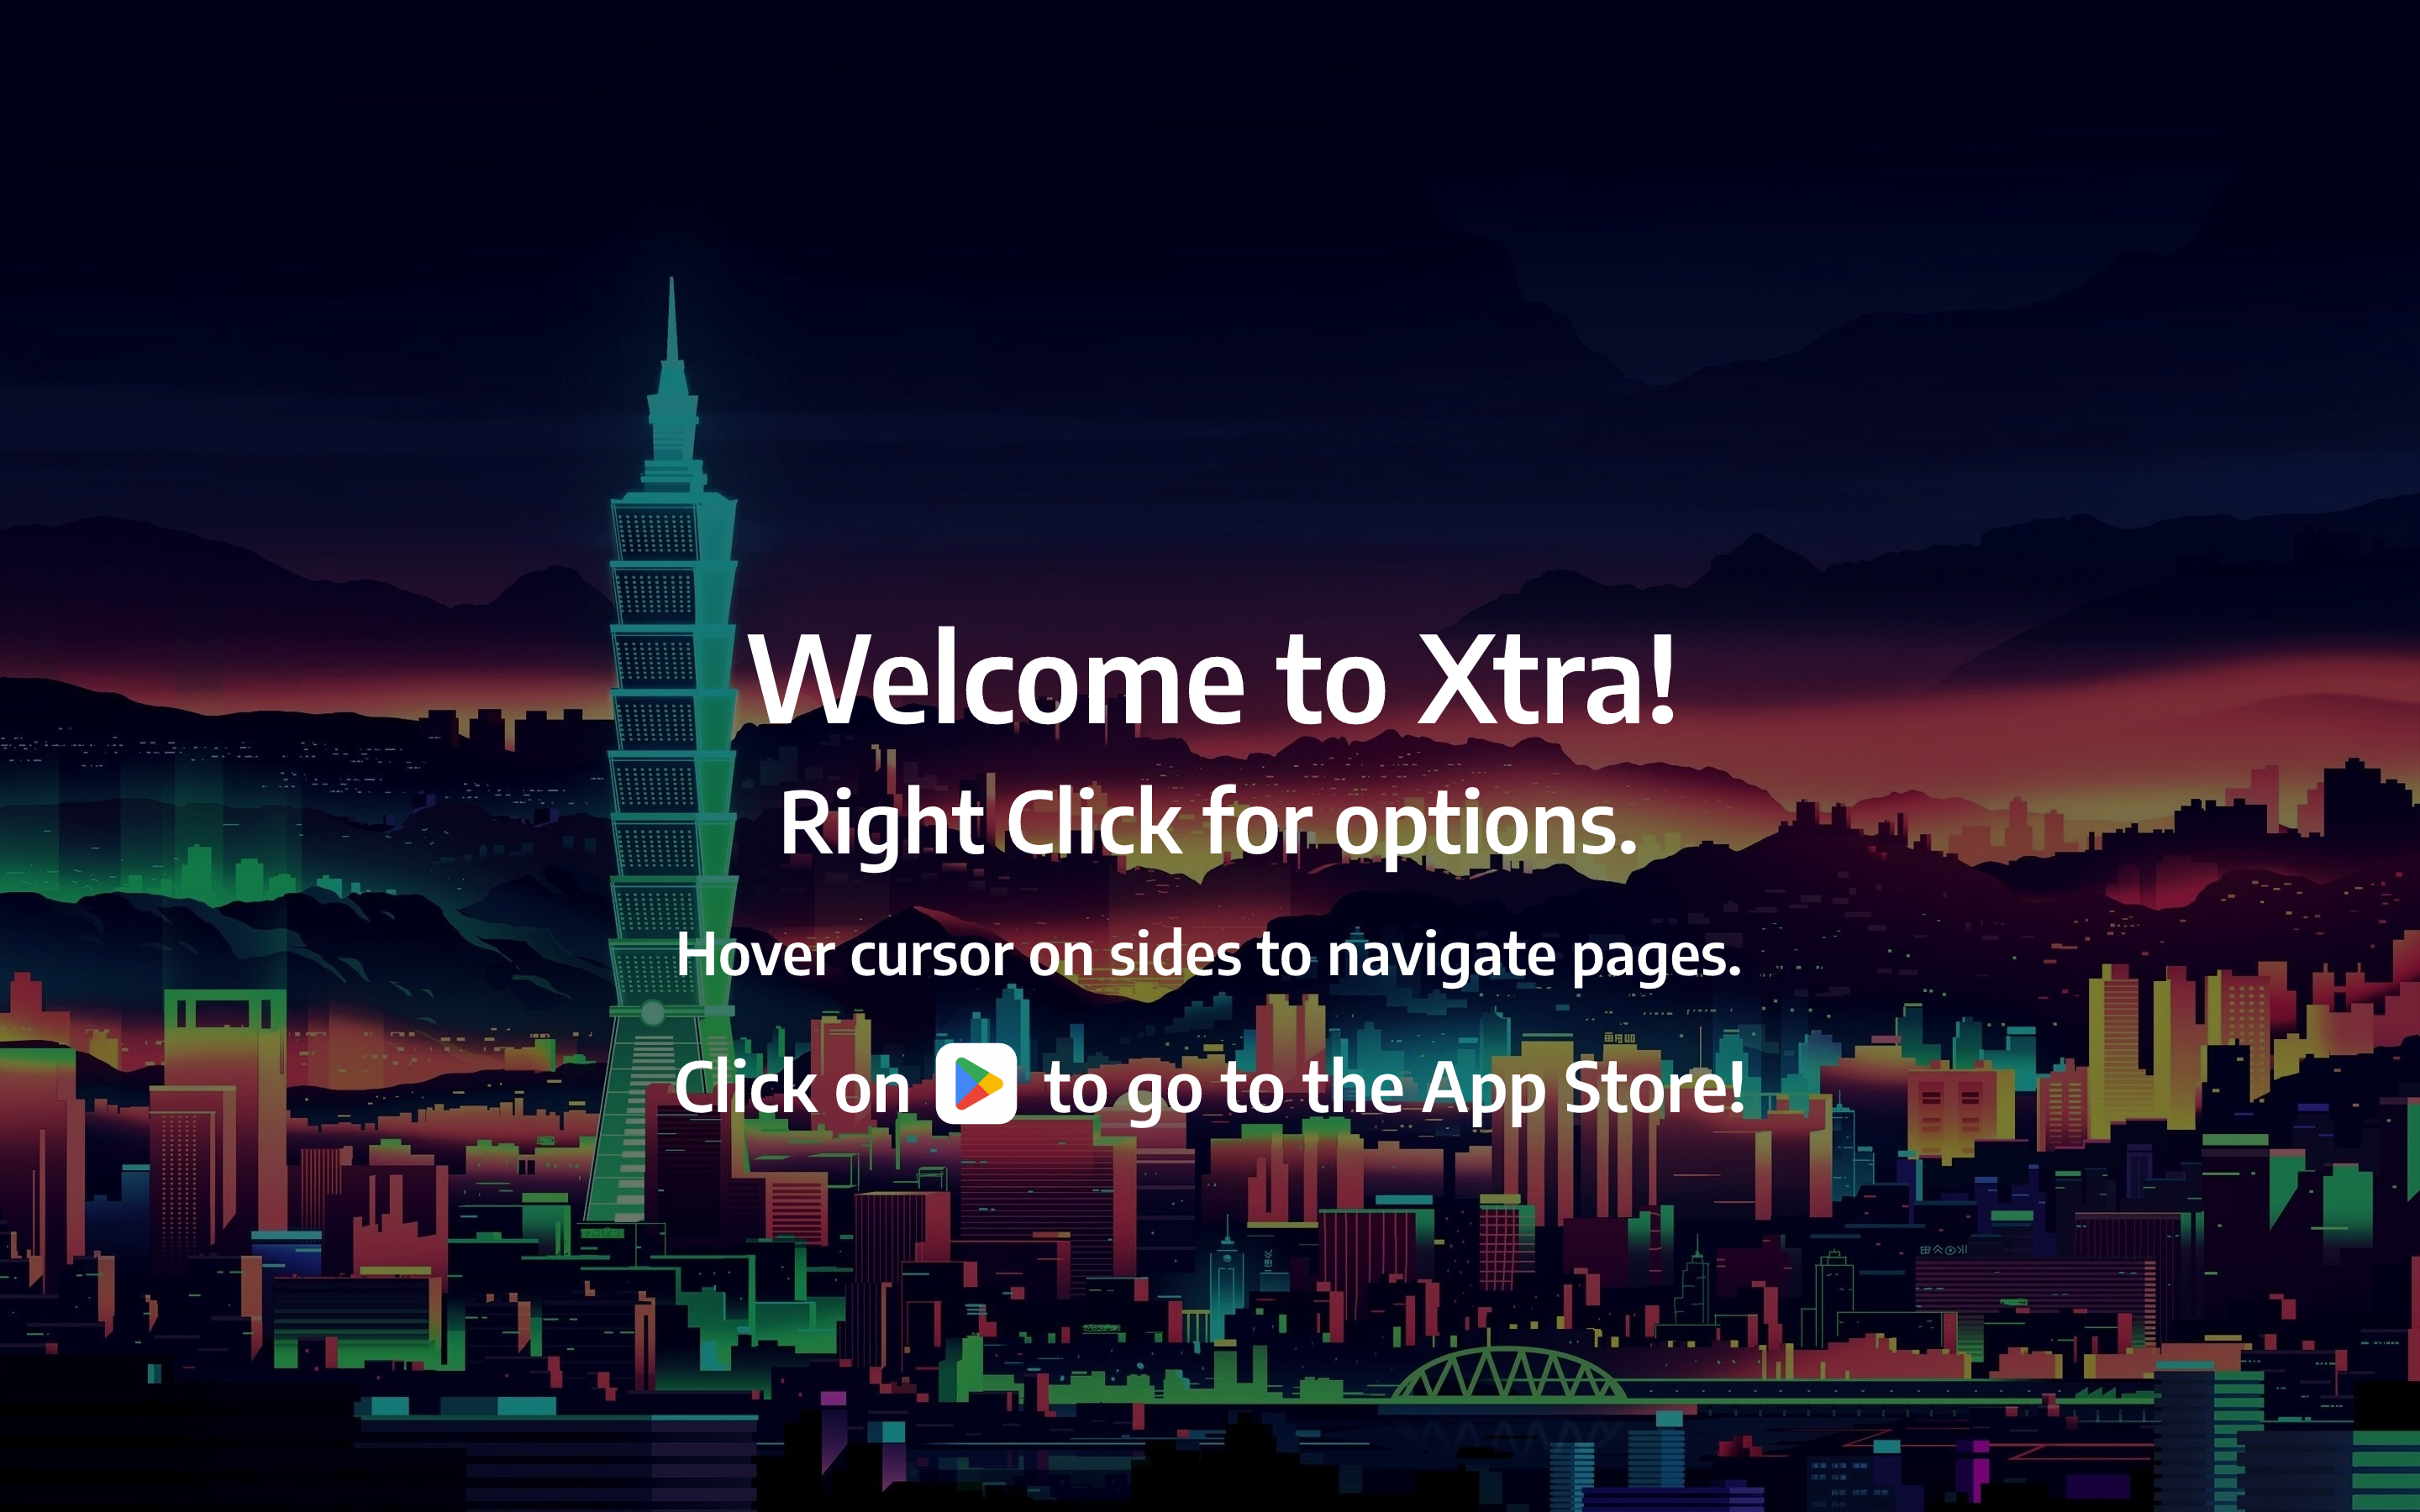 Welcome to Xtra!
Right Click for options.
Hover cursor on sides to navigate pages.
Click on to go to the App Store!